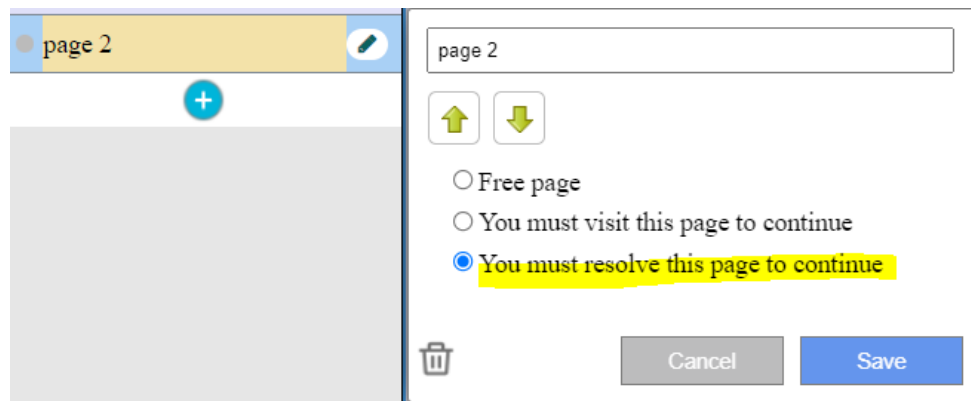 page 2
page 2
Free page
You must visit this page to continue
You must resolve this page to continue
Cancel
Save